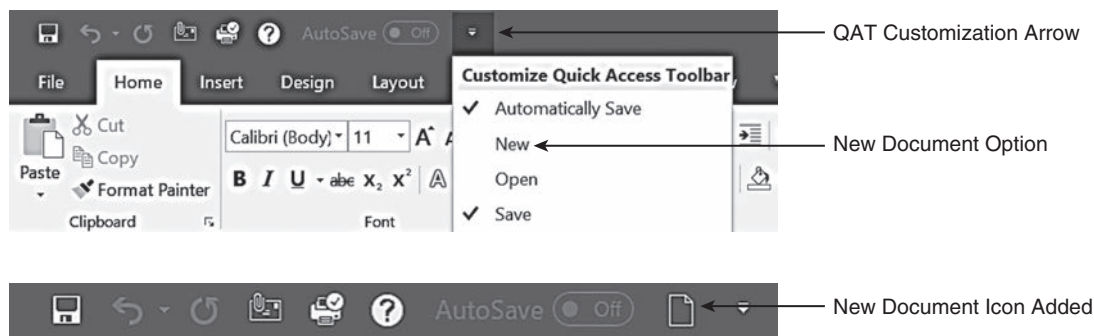 AutoSave Off
QAT Customization Arrow
File Home Insert Design Layout
Customize Quick Access Toolbar
Automatically Save
New
New Document Option
Open
Save
Cut
Copy
Paste
Format Painter
Clipboard
Calibri (Body) 11 A
B I U abc X₂ X² A
Font
AutoSave Off
New Document Icon Added